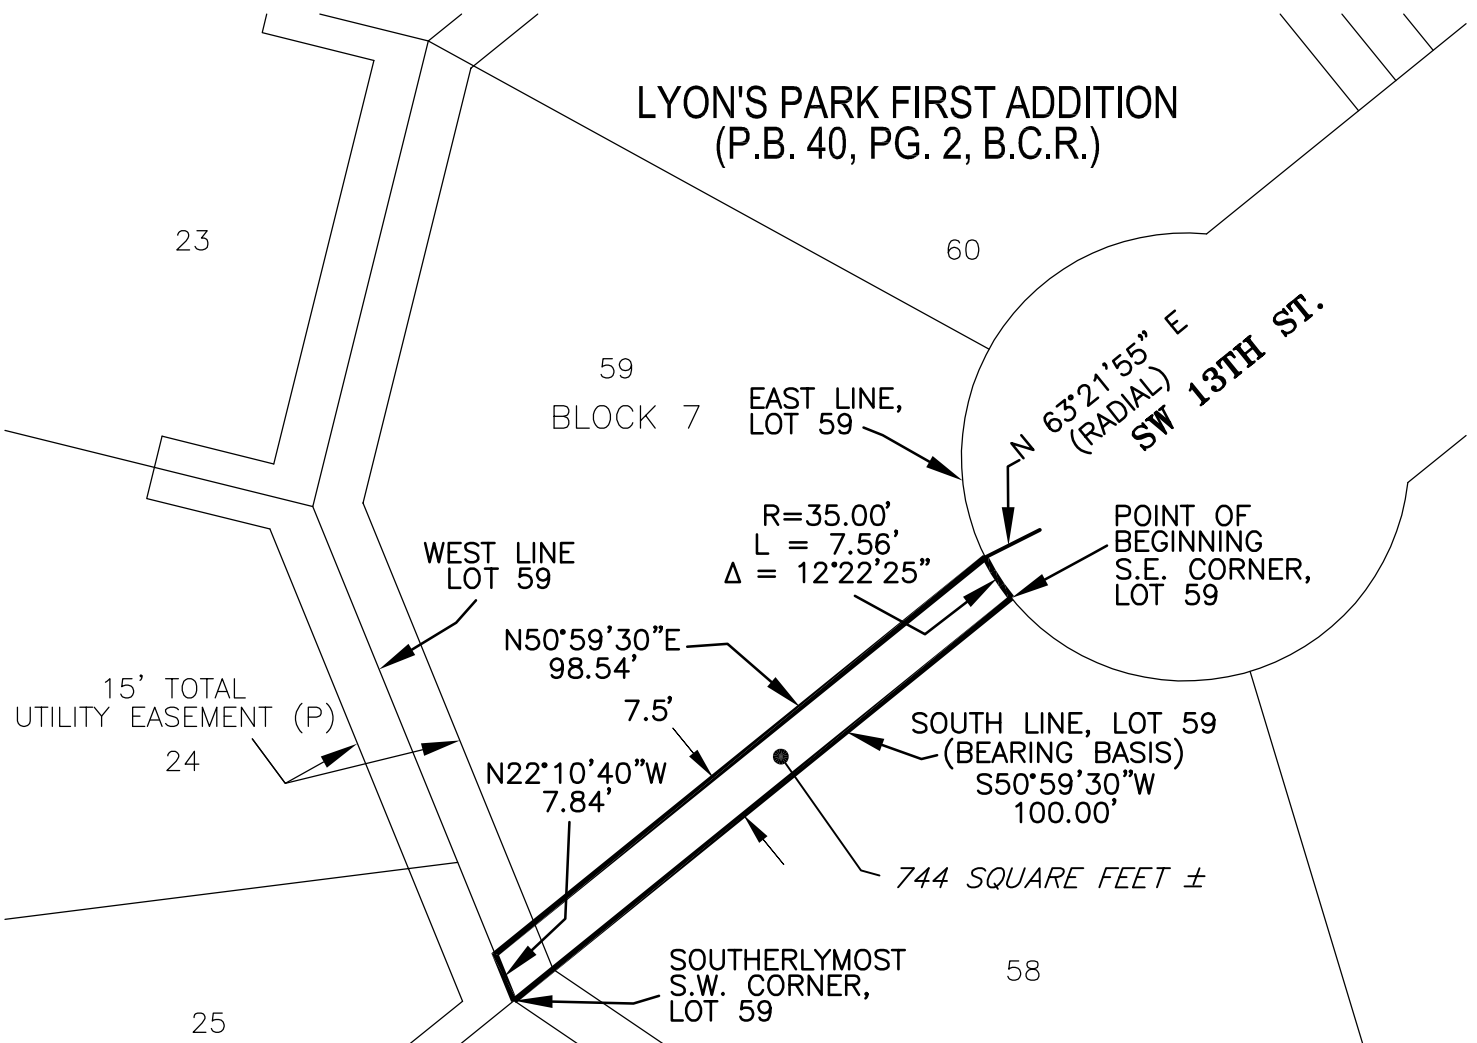 LYON'S PARK FIRST ADDITION
(P.B. 40, PG. 2, B.C.R.)
23
60
59
BLOCK 7
EAST LINE,
LOT 59
N 63°21'55" E
(RADIAL)
SW 13TH ST.
R=35.00'
L = 7.56'
Δ = 12°22'25"
POINT OF
BEGINNING
S.E. CORNER,
LOT 59
WEST LINE
LOT 59
N50°59'30"E
98.54'
15' TOTAL
UTILITY EASEMENT (P)
24
7.5'
SOUTH LINE, LOT 59
(BEARING BASIS)
S50°59'30"W
100.00'
N22°10'40"W
7.84'
744 SQUARE FEET ±
SOUTHERLYMOST
S.W. CORNER,
LOT 59
58
25